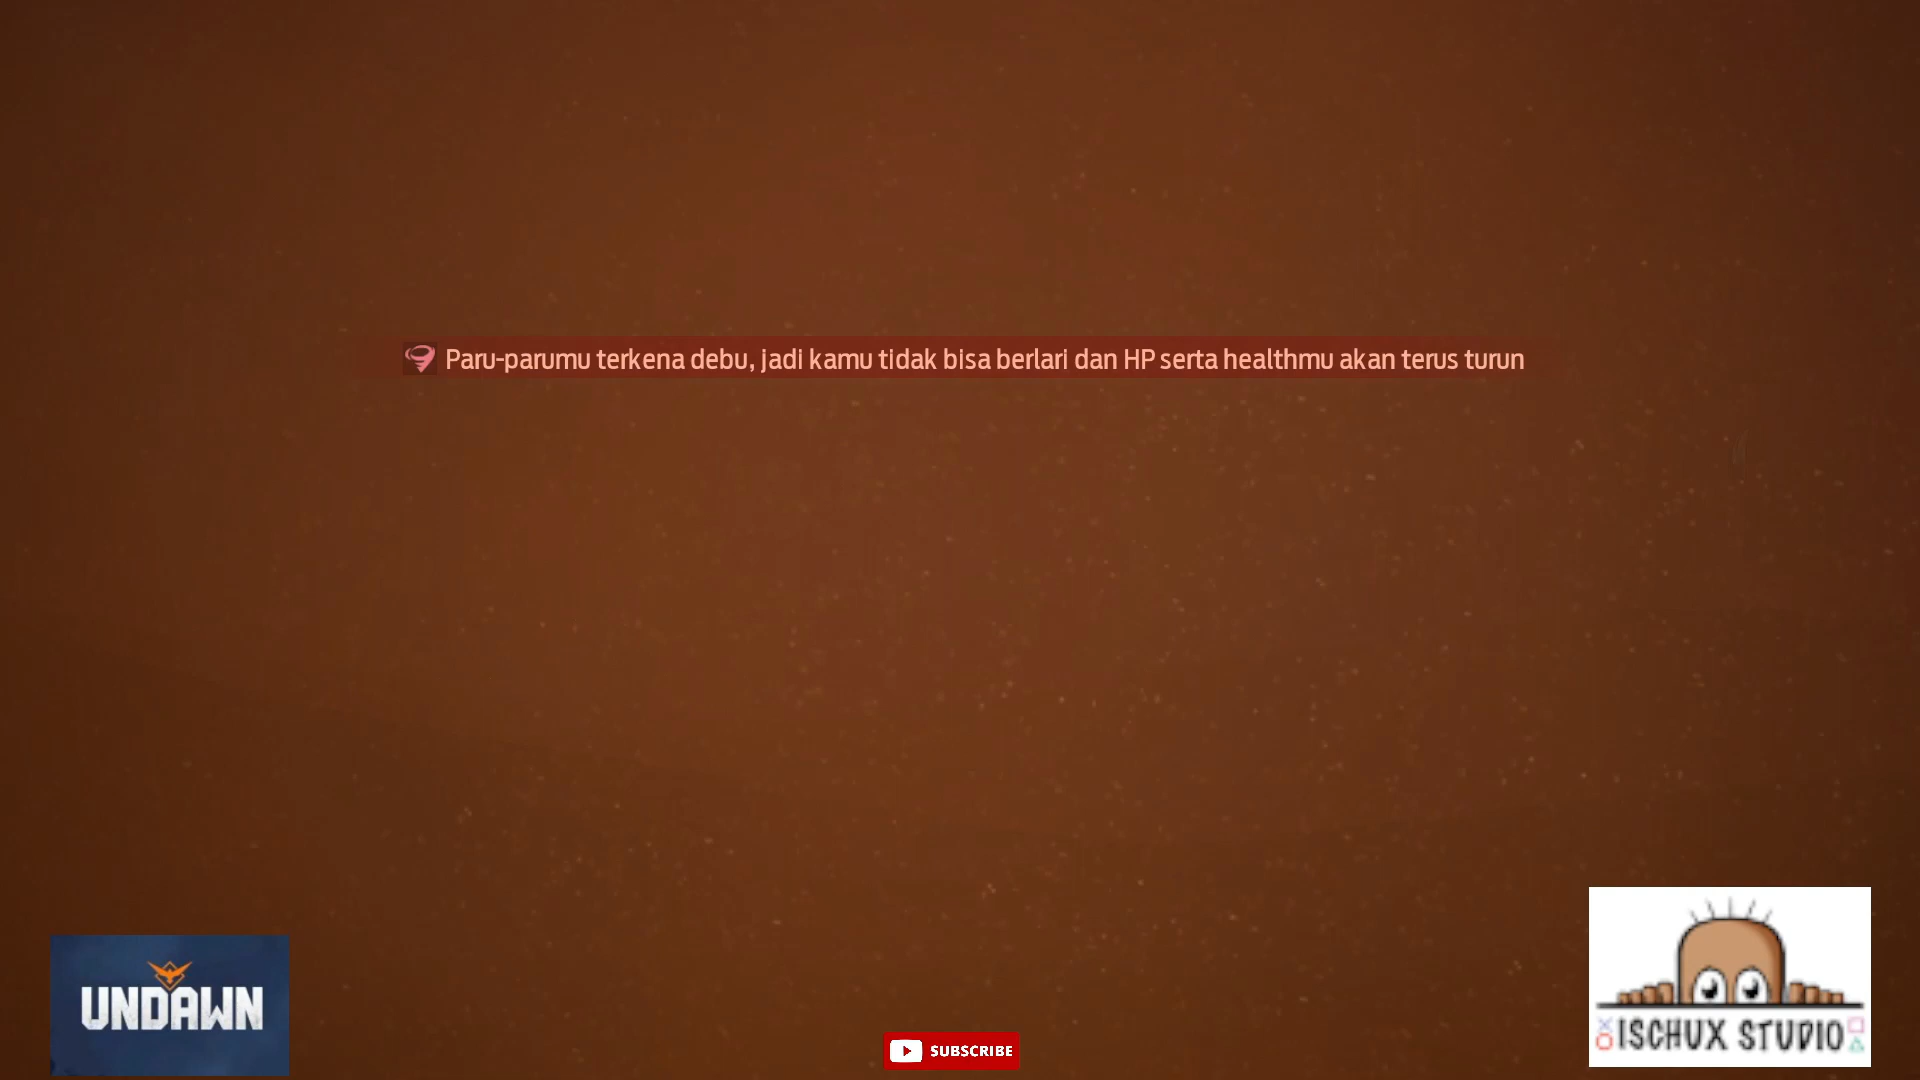 Paru-parumu terkena debu, jadi kamu tidak bisa berlari dan HP serta healthmu akan terus turun
UNDAWN
SUBSCRIBE
ISCHUX STUDIO